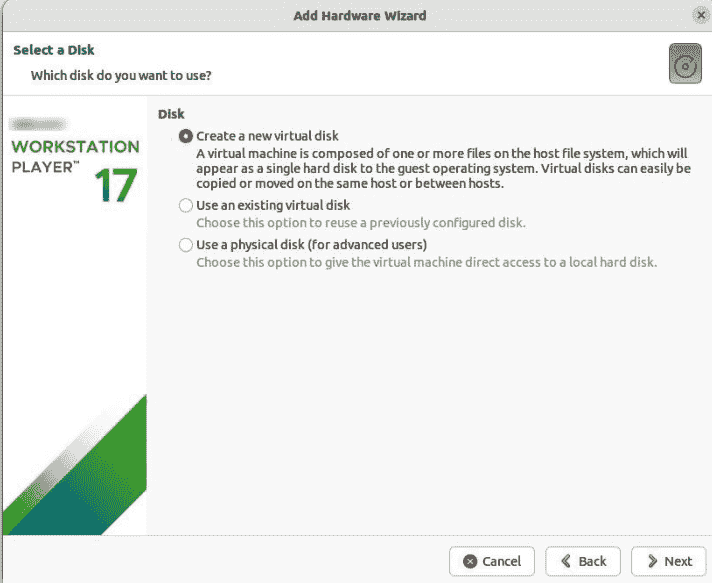 Add Hardware Wizard
Select a Disk
Which disk do you want to use?
WORKSTATION
PLAYER™
17
Disk
Create a new virtual disk
A virtual machine is composed of one or more files on the host file system, which will
appear as a single hard disk to the guest operating system. Virtual disks can easily be
copied or moved on the same host or between hosts.
Use an existing virtual disk
Choose this option to reuse a previously configured disk.
Use a physical disk (for advanced users)
Choose this option to give the virtual machine direct access to a local hard disk.
Cancel
Back
Next